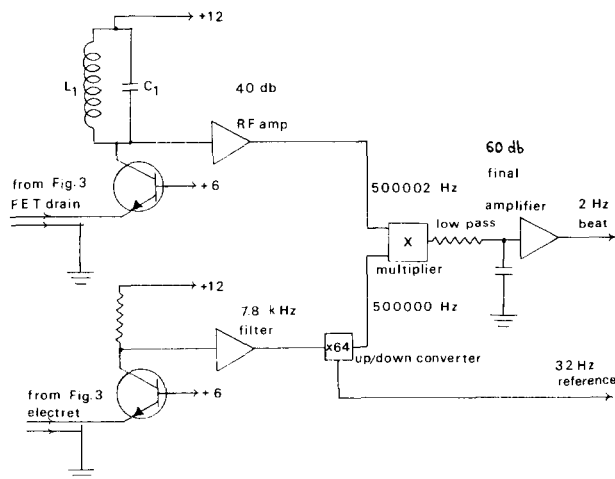 +12
L1
C1
40 db
RF amp
from Fig.3
FET drain
+6
500002 Hz
60 db
final
amplifier
2 Hz
beat
low pass
X
multiplier
500000 Hz
+12
7.8 kHz
filter
x64
up/down converter
32 Hz
reference
from Fig.3
electret
+6